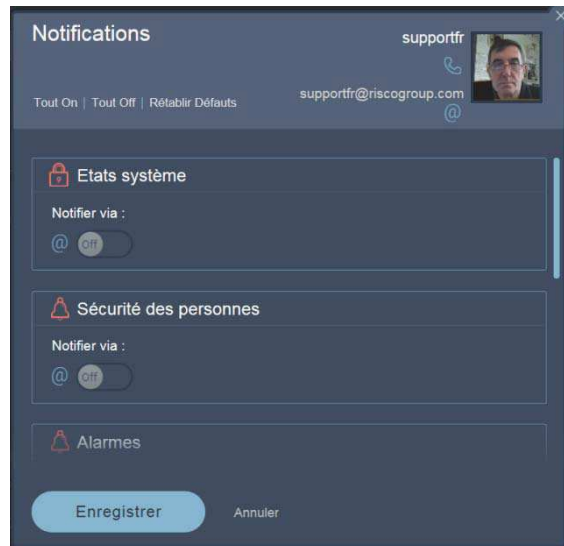 Notifications
supportfr
supportfr@riscogroup.com
@
Tout On | Tout Off | Rétablir Défauts
Etats système
Notifier via :
@ Off
Sécurité des personnes
Notifier via :
@ Off
Alarmes
Enregistrer
Annuler